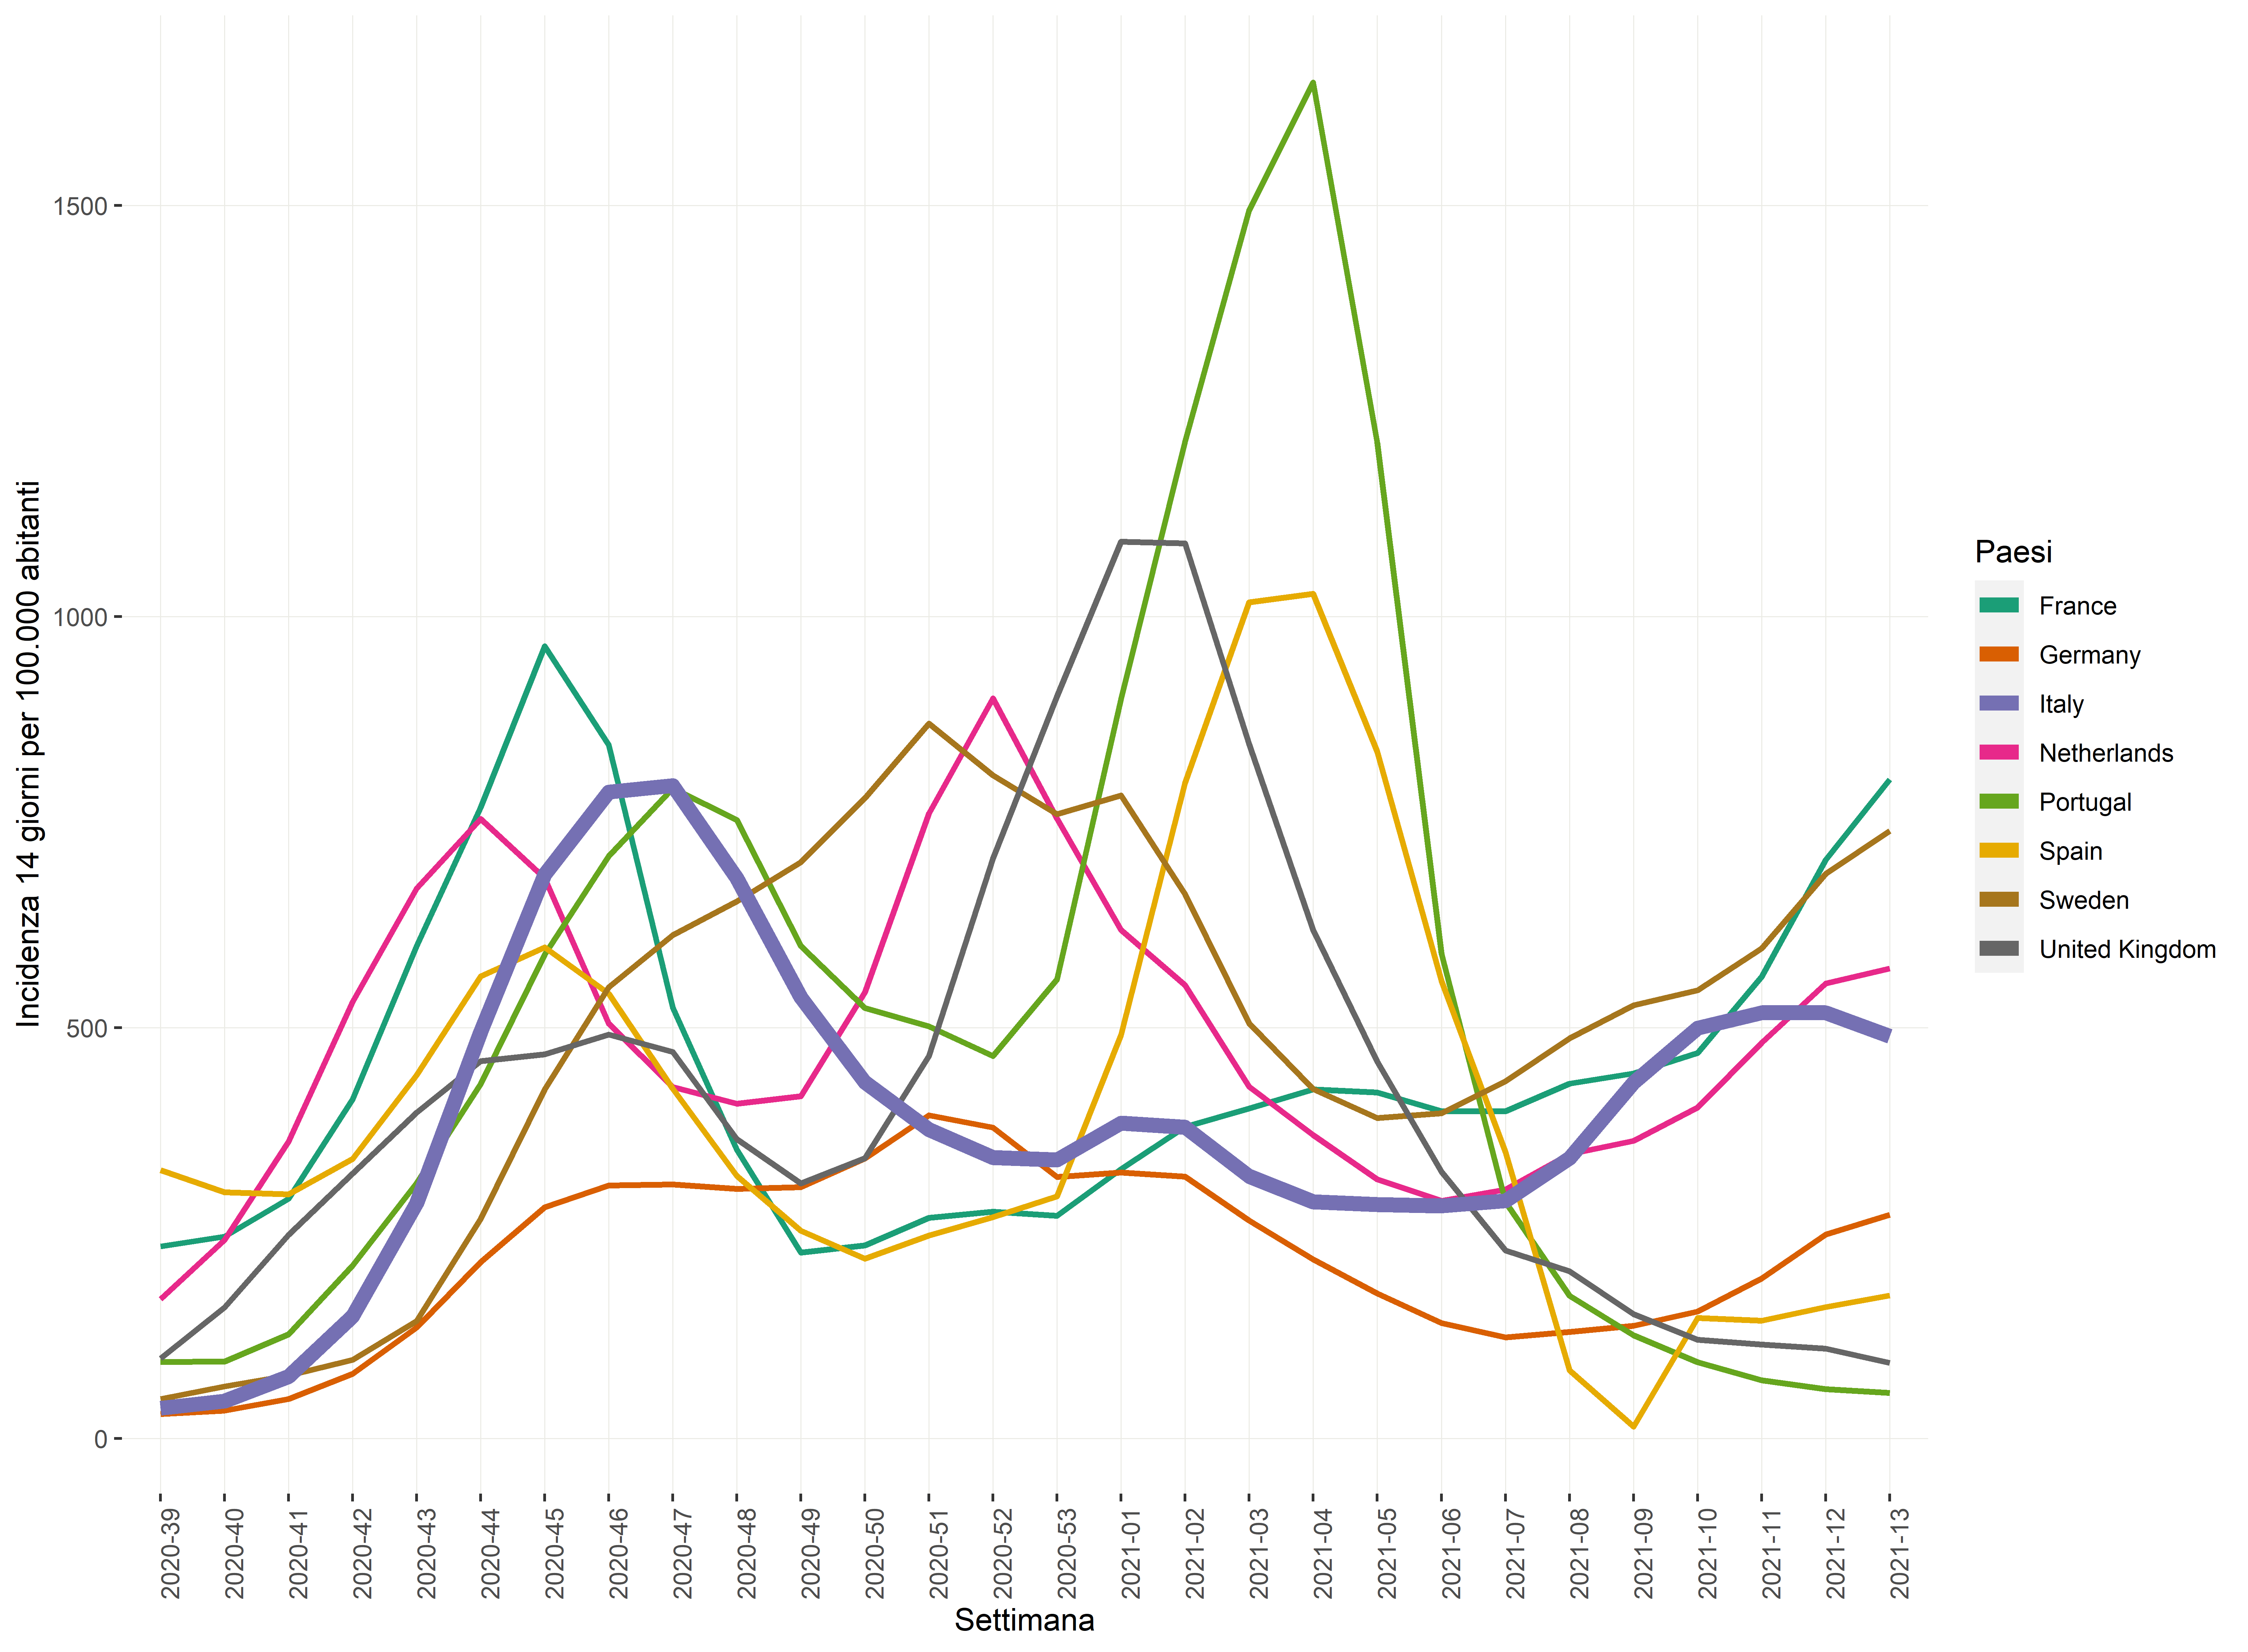 Incidenza 14 giorni per 100.000 abitanti
1500
1000
500
0
2020-39
2020-40
2020-41
2020-42
2020-43
2020-44
2020-45
2020-46
2020-47
2020-48
2020-49
2020-50
2020-51
2020-52
2020-53
2021-01
2021-02
2021-03
2021-04
2021-05
2021-06
2021-07
2021-08
2021-09
2021-10
2021-11
2021-12
2021-13
Settimana
Paesi
France
Germany
Italy
Netherlands
Portugal
Spain
Sweden
United Kingdom